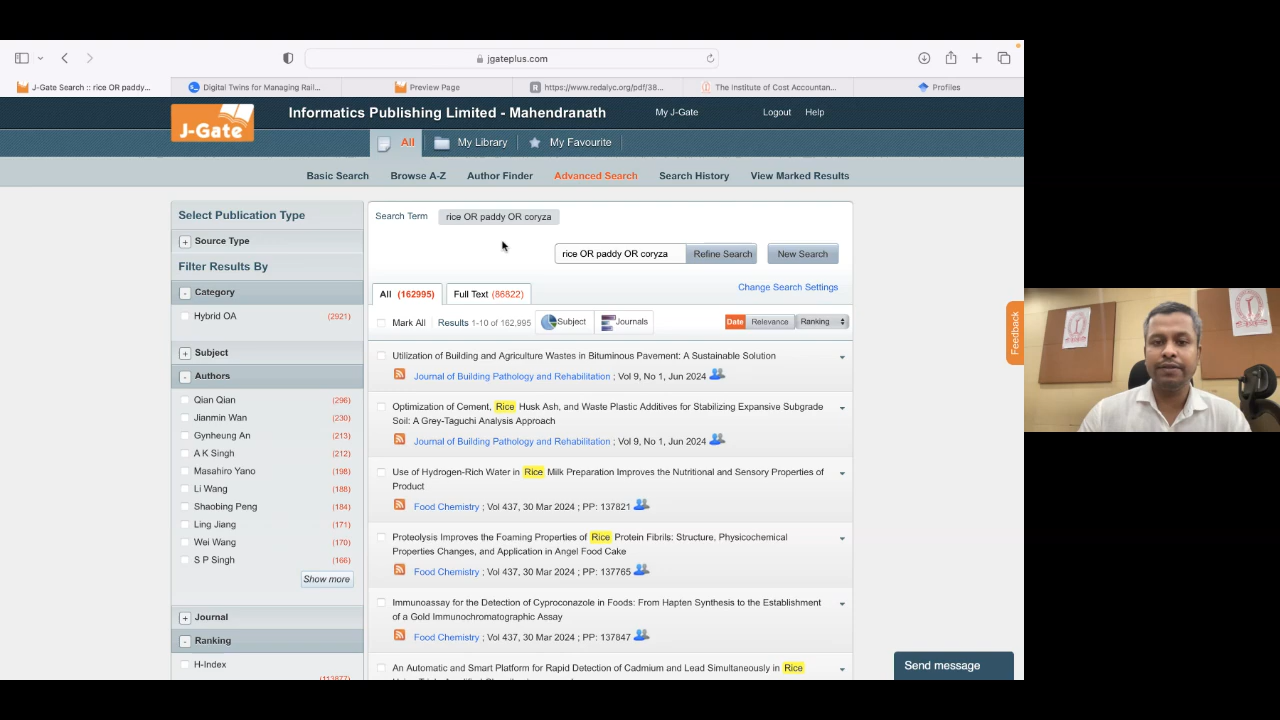 jgateplus.com
J-Gate Search :: rice OR paddy...
Digital Twins for Managing Rail...
Preview Page
https://www.redalyc.org/pdf/38...
The Institute of Cost Accountan...
Profiles
J-Gate
Informatics Publishing Limited - Mahendranath
My J-Gate
Logout
Help
All
My Library
My Favourite
Basic Search
Browse A-Z
Author Finder
Advanced Search
Search History
View Marked Results
Select Publication Type
+ Source Type
Filter Results By
- Category
Hybrid OA (2921)
+ Subject
- Authors
Qian Qian (296)
Jianmin Wan (230)
Gynheung An (213)
A K Singh (212)
Masahiro Yano (198)
Li Wang (188)
Shaobing Peng (184)
Ling Jiang (171)
Wei Wang (170)
S P Singh (166)
Show more
+ Journal
- Ranking
H-Index
(113877)
Search Term rice OR paddy OR coryza
rice OR paddy OR coryza Refine Search New Search
Change Search Settings
All (162995) Full Text (86822)
Mark All Results 1-10 of 162,995 Subject Journals Date Relevance Ranking
Utilization of Building and Agriculture Wastes in Bituminous Pavement: A Sustainable Solution
Journal of Building Pathology and Rehabilitation ; Vol 9, No 1, Jun 2024
Optimization of Cement, Rice Husk Ash, and Waste Plastic Additives for Stabilizing Expansive Subgrade
Soil: A Grey-Taguchi Analysis Approach
Journal of Building Pathology and Rehabilitation ; Vol 9, No 1, Jun 2024
Use of Hydrogen-Rich Water in Rice Milk Preparation Improves the Nutritional and Sensory Properties of
Product
Food Chemistry ; Vol 437, 30 Mar 2024 ; PP: 137821
Proteolysis Improves the Foaming Properties of Rice Protein Fibrils: Structure, Physicochemical
Properties Changes, and Application in Angel Food Cake
Food Chemistry ; Vol 437, 30 Mar 2024 ; PP: 137765
Immunoassay for the Detection of Cyproconazole in Foods: From Hapten Synthesis to the Establishment
of a Gold Immunochromatographic Assay
Food Chemistry ; Vol 437, 30 Mar 2024 ; PP: 137847
An Automatic and Smart Platform for Rapid Detection of Cadmium and Lead Simultaneously in Rice
Feedback
Send message